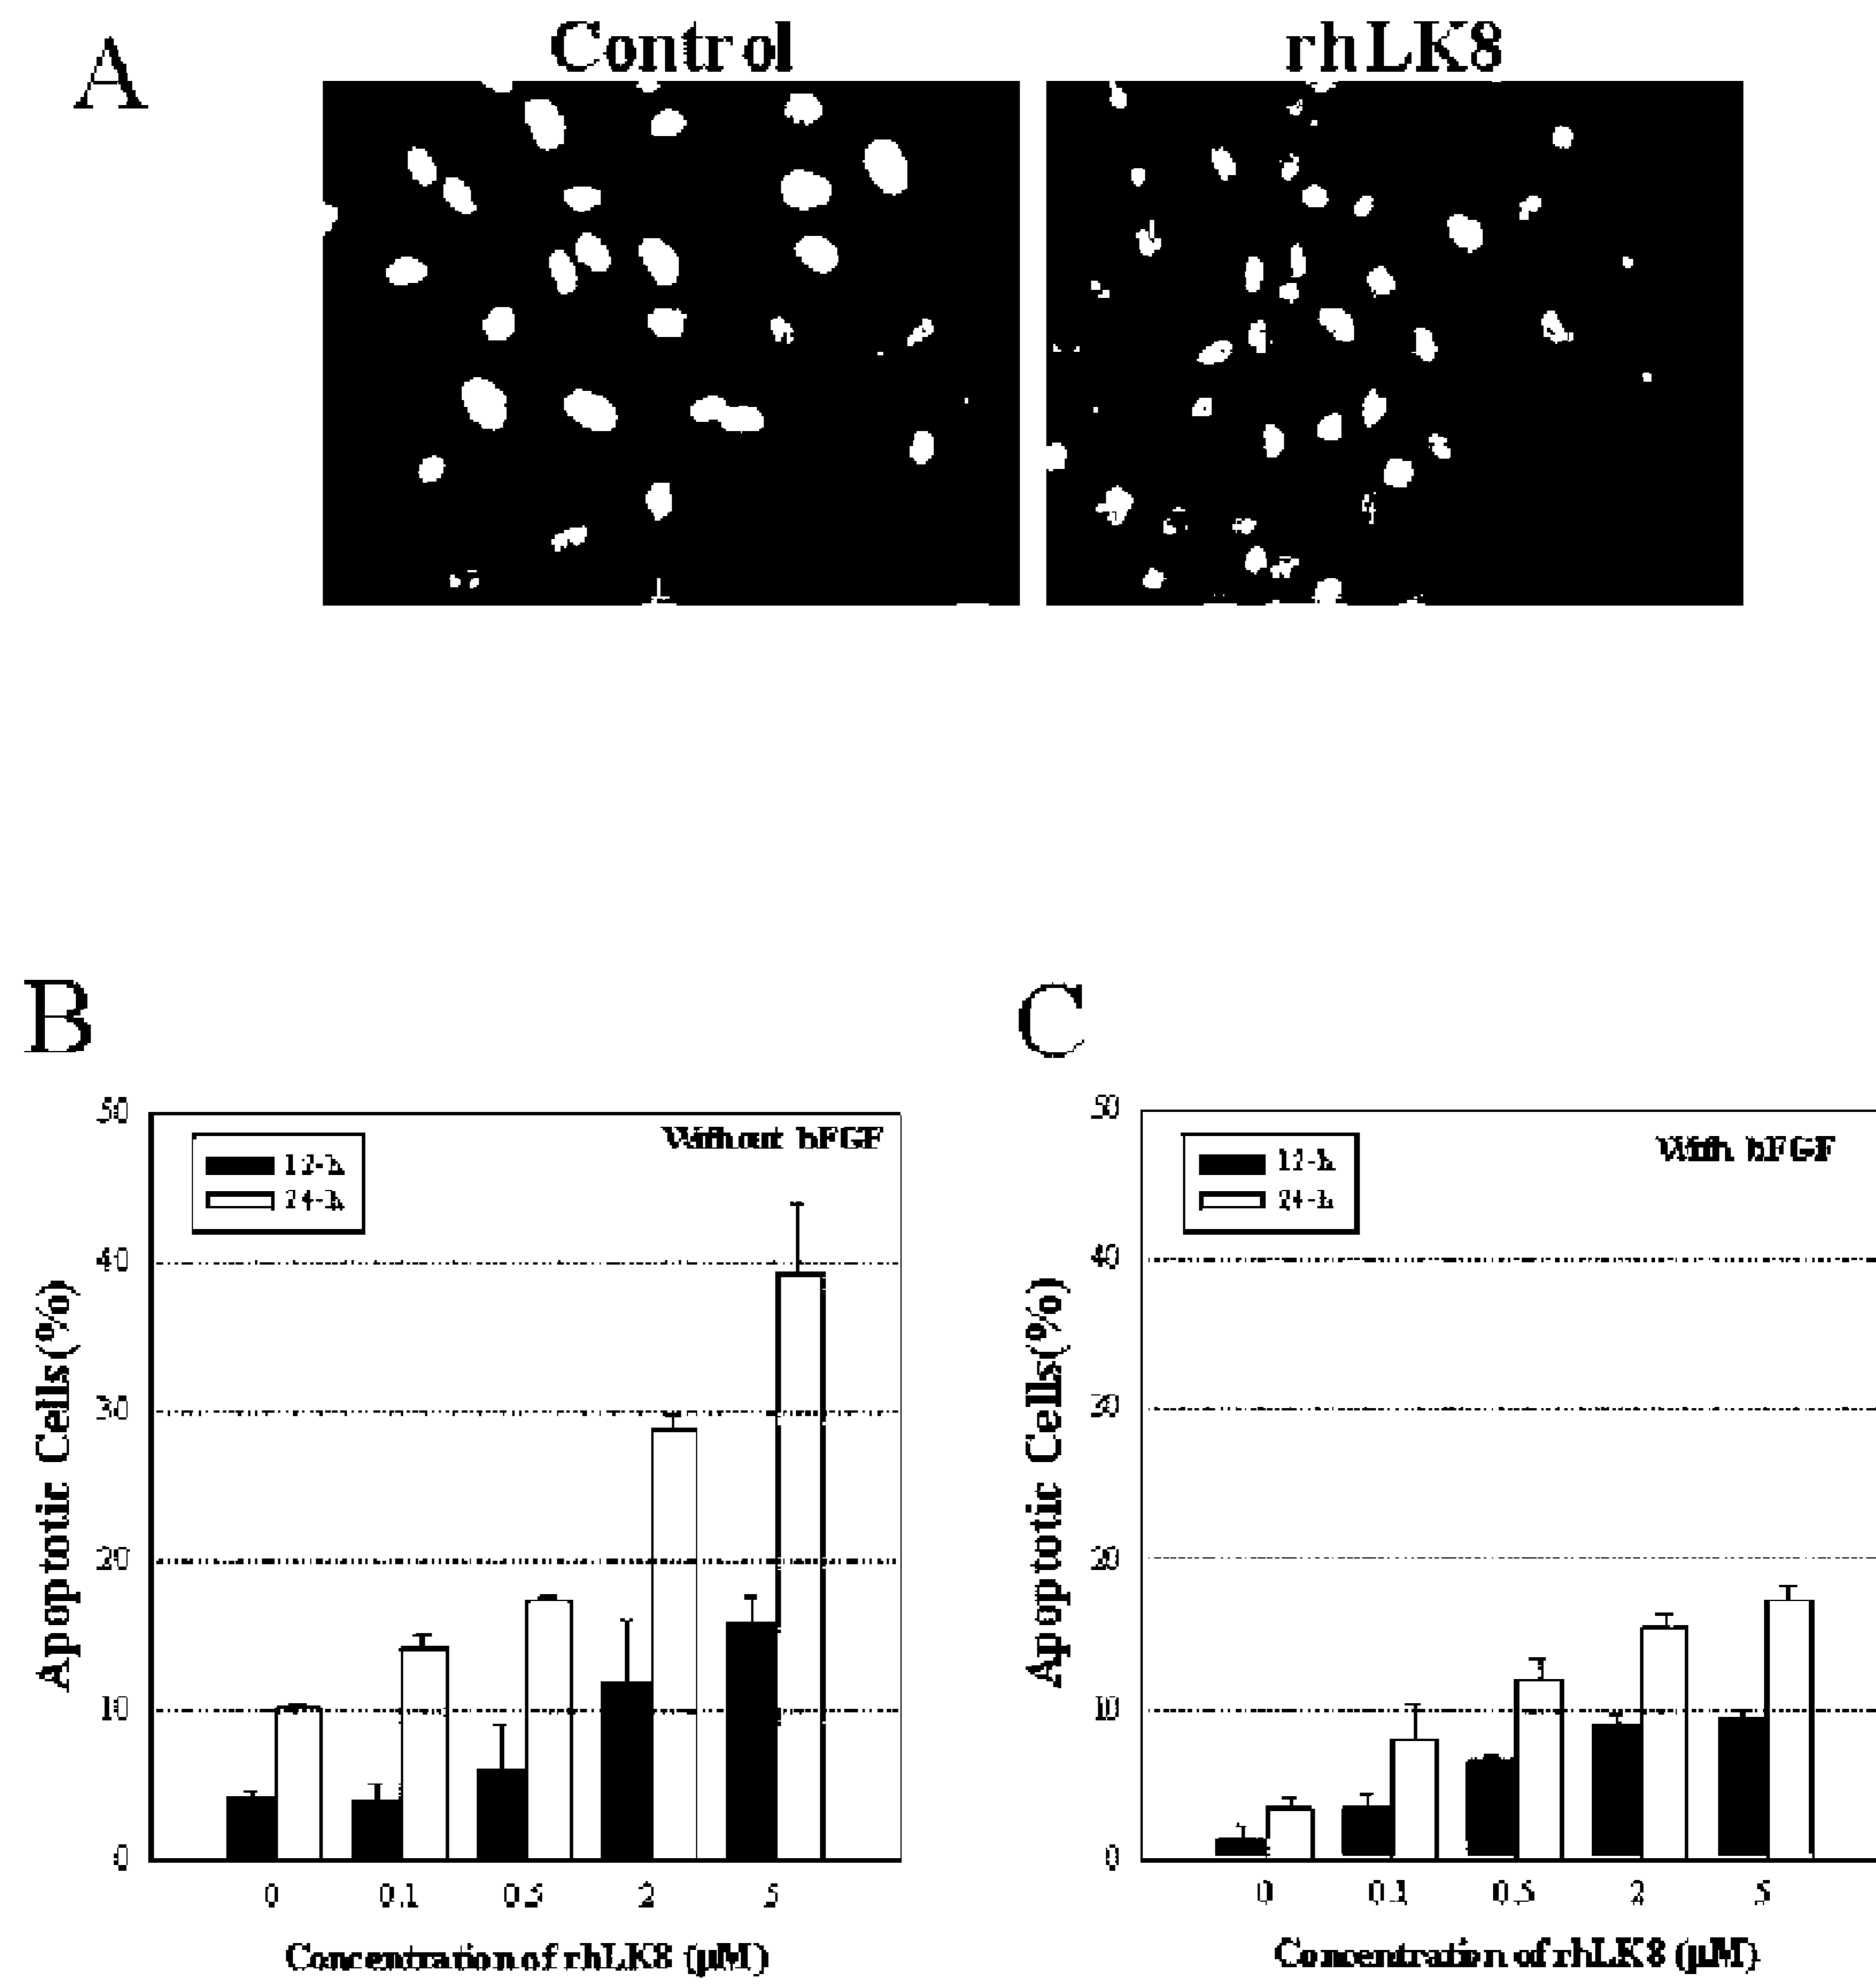 A
Control
rhLK8
B
50
Without bFGF
12-h
24-h
40
30
20
10
0
Apoptotic Cells(%)
0 0.1 0.5 2 5
Concentration of rhLK8 (μM)
C
50
With bFGF
12-h
24-h
40
30
20
10
0
Apoptotic Cells(%)
0 0.1 0.5 2 5
Concentration of rhLK8 (μM)